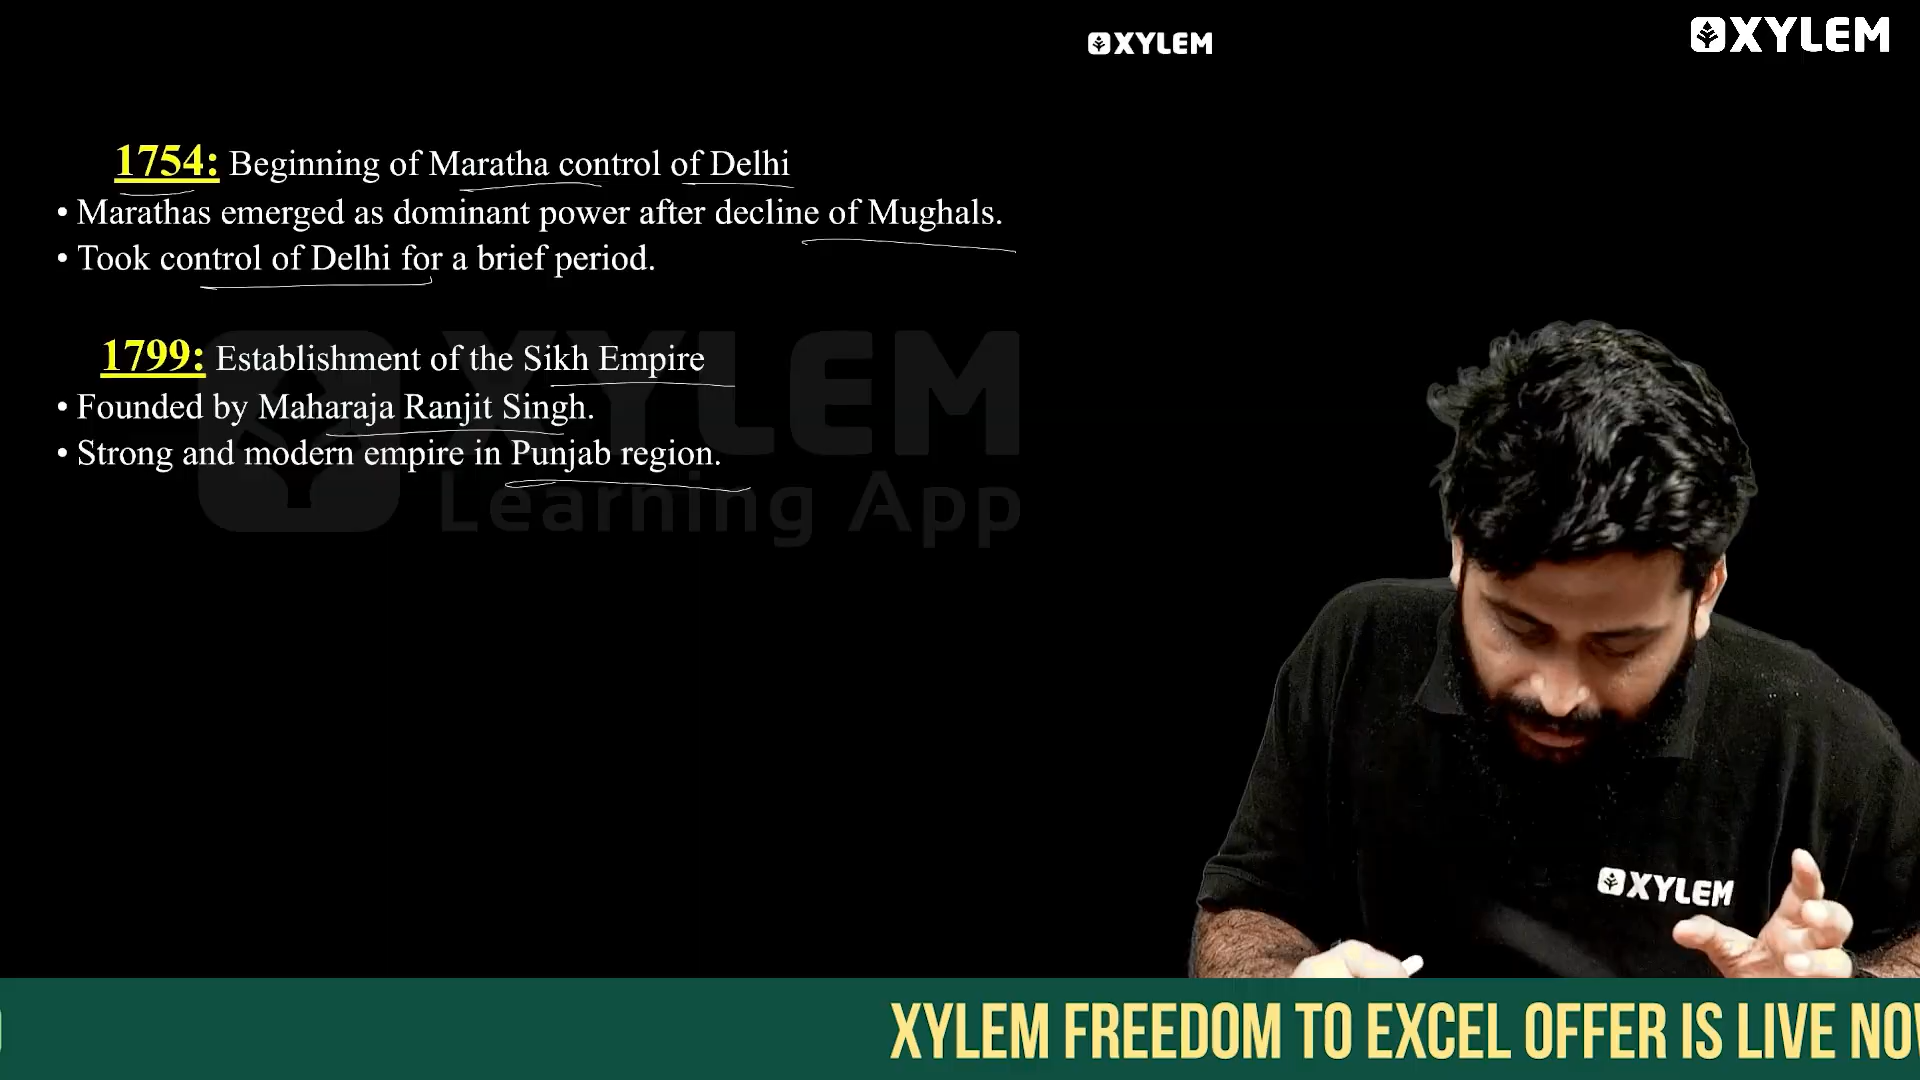 XYLEM
XYLEM
1754: Beginning of Maratha control of Delhi
• Marathas emerged as dominant power after decline of Mughals.
• Took control of Delhi for a brief period.
1799: Establishment of the Sikh Empire
• Founded by Maharaja Ranjit Singh.
• Strong and modern empire in Punjab region.
XYLEM
Learning App
XYLEM
XYLEM FREEDOM TO EXCEL OFFER IS LIVE NO